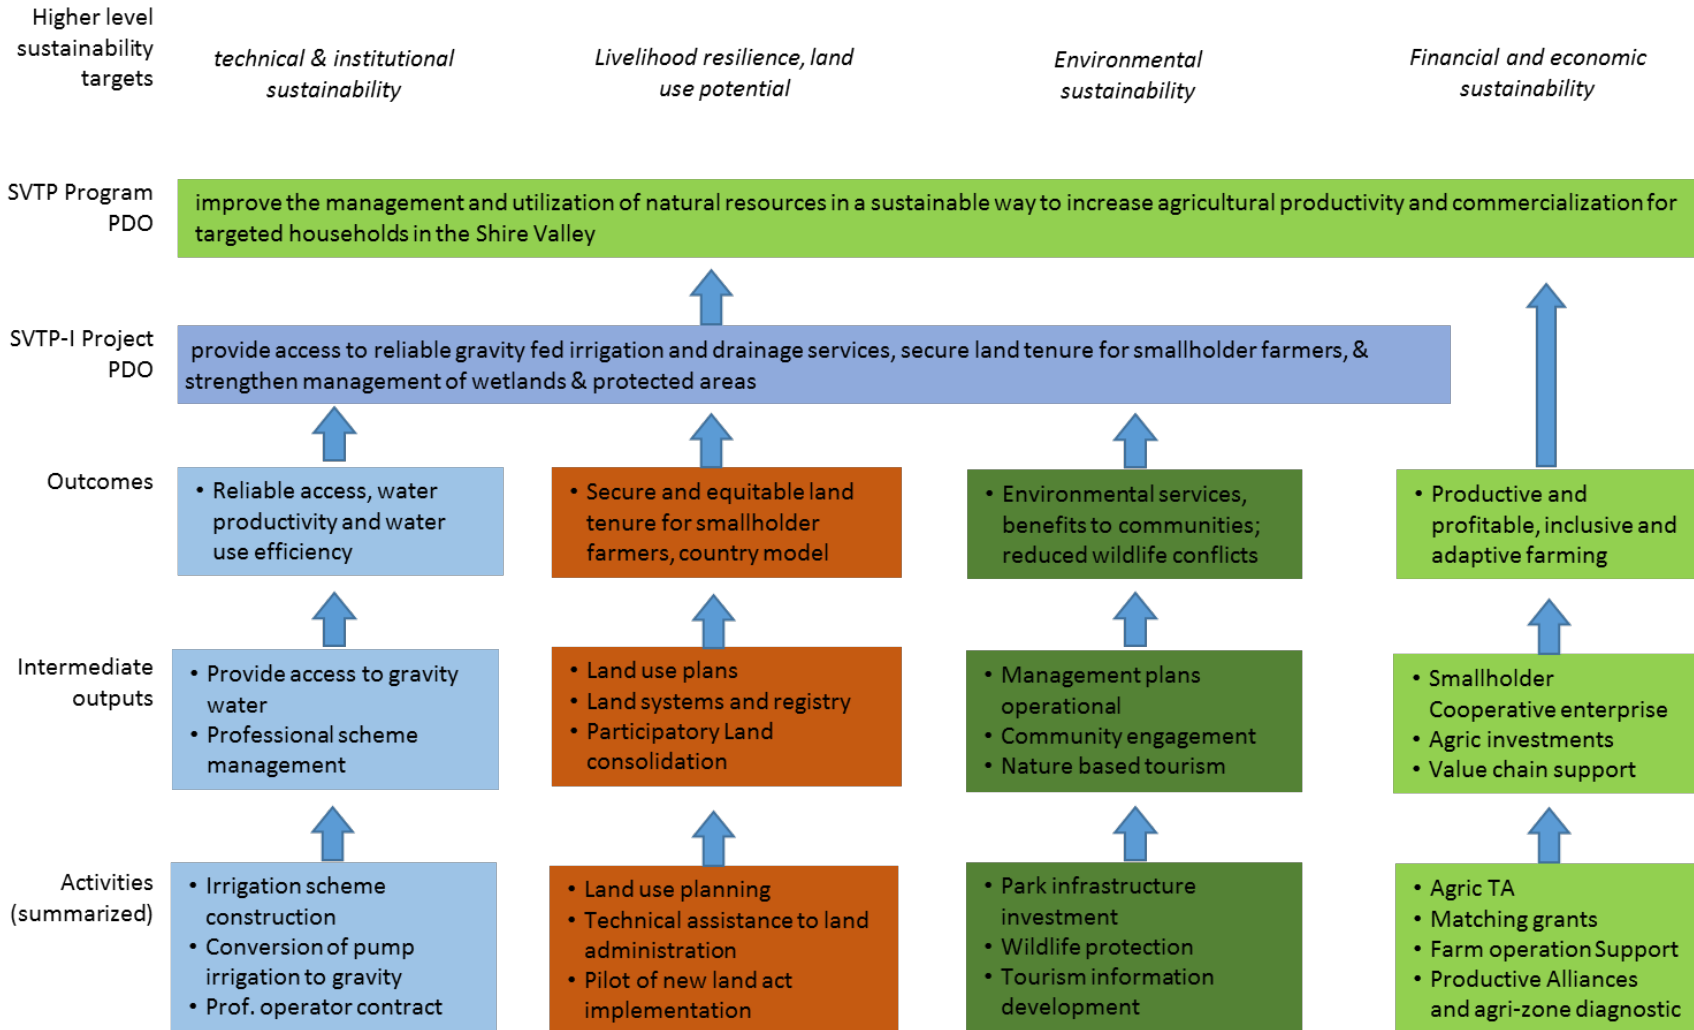 Higher level
sustainability
targets
technical & institutional
sustainability
Livelihood resilience, land
use potential
Environmental
sustainability
Financial and economic
sustainability
SVTP Program
PDO
improve the management and utilization of natural resources in a sustainable way to increase agricultural productivity and commercialization for
targeted households in the Shire Valley
SVTP-I Project
PDO
provide access to reliable gravity fed irrigation and drainage services, secure land tenure for smallholder farmers, &
strengthen management of wetlands & protected areas
Outcomes
• Reliable access, water
productivity and water
use efficiency
• Secure and equitable land
tenure for smallholder
farmers, country model
• Environmental services,
benefits to communities;
reduced wildlife conflicts
• Productive and
profitable, inclusive and
adaptive farming
Intermediate
outputs
• Provide access to gravity
water
• Professional scheme
management
• Land use plans
• Land systems and registry
• Participatory Land
consolidation
• Management plans
operational
• Community engagement
• Nature based tourism
• Smallholder
Cooperative enterprise
• Agric investments
• Value chain support
Activities
(summarized)
• Irrigation scheme
construction
• Conversion of pump
irrigation to gravity
• Prof. operator contract
• Land use planning
• Technical assistance to land
administration
• Pilot of new land act
implementation
• Park infrastructure
investment
• Wildlife protection
• Tourism information
development
• Agric TA
• Matching grants
• Farm operation Support
• Productive Alliances
and agri-zone diagnostic